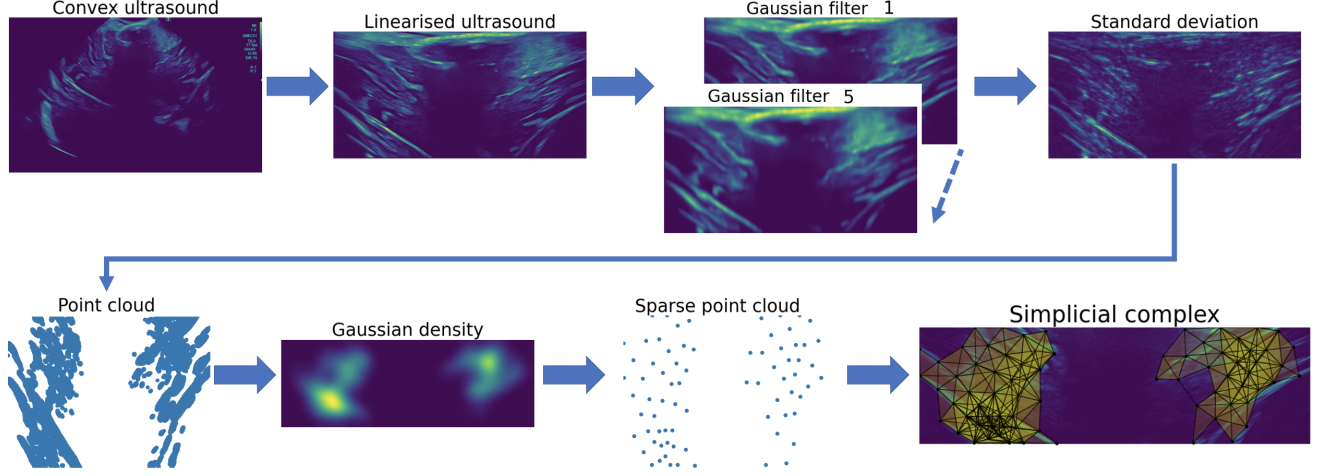 Convex ultrasound
Linearised ultrasound
Gaussian filter 1
Standard deviation
Gaussian filter 5
Point cloud
Gaussian density
Sparse point cloud
Simplicial complex